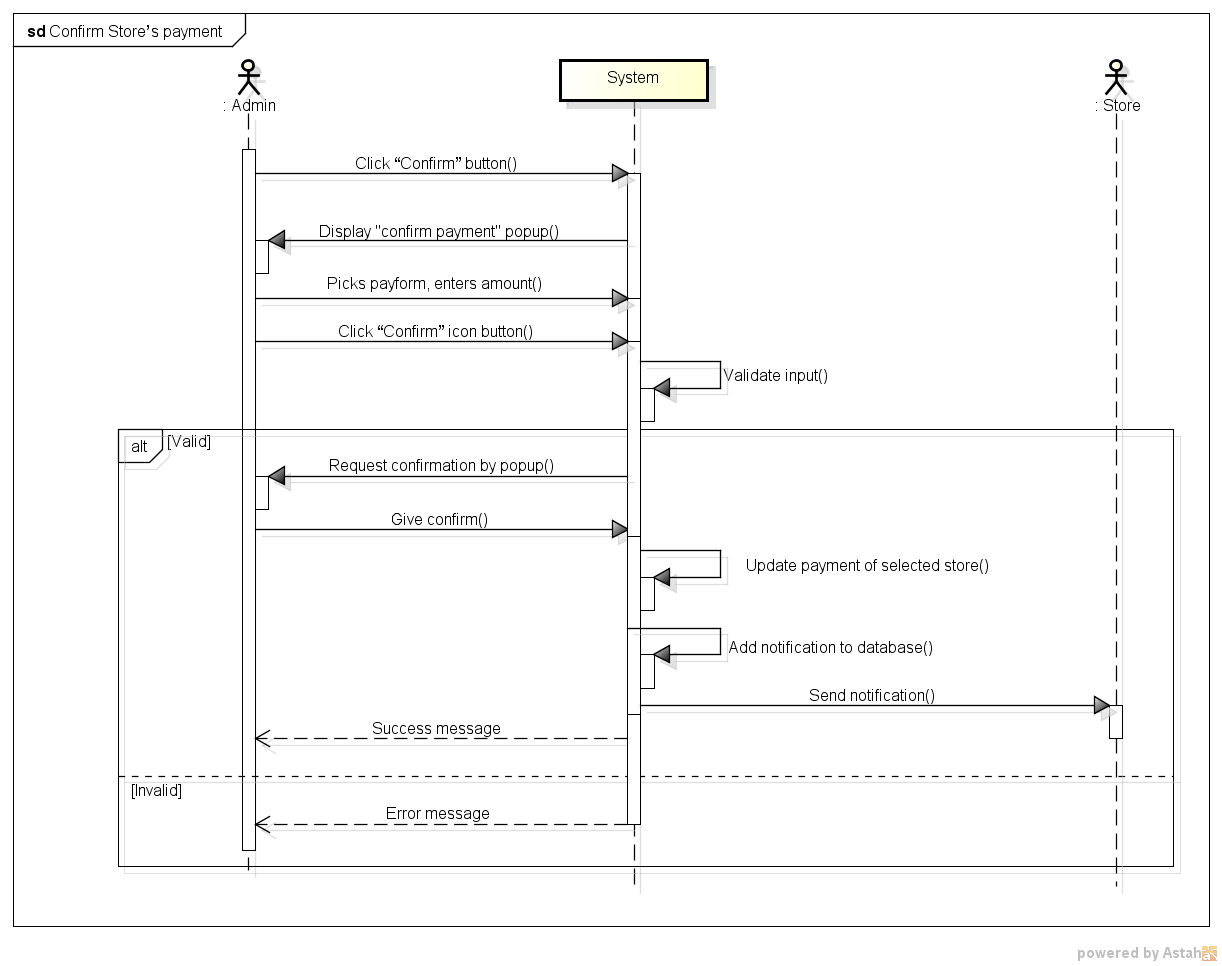 sd Confirm Store's payment
: Admin
System
: Store
Click “Confirm” button()
Display "confirm payment" popup()
Picks payform, enters amount()
Click “Confirm” icon button()
Validate input()
alt
[Valid]
Request confirmation by popup()
Give confirm()
Update payment of selected store()
Add notification to database()
Send notification()
Success message
[Invalid]
Error message
powered by Astah